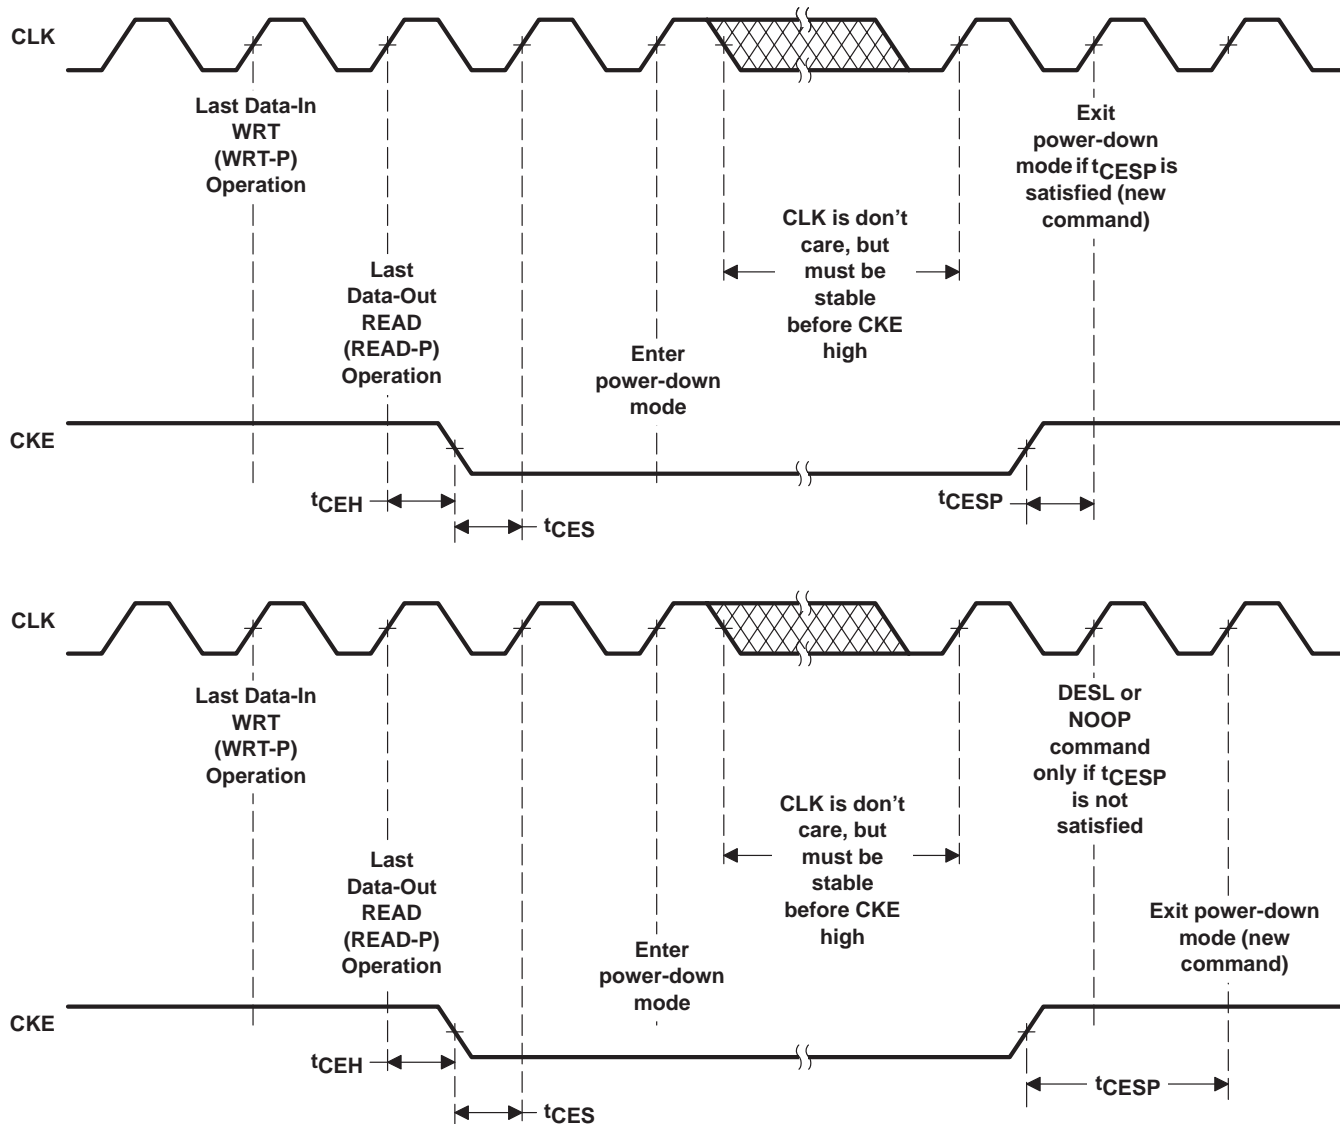 CLK
Last Data-In
WRT
(WRT-P)
Operation
Exit
power-down
mode if tCESP is
satisfied (new
command)
CLK is don't
care, but
must be
stable
before CKE
high
Last
Data-Out
READ
(READ-P)
Operation
Enter
power-down
mode
CKE
tCEH
tCES
tCESP
CLK
Last Data-In
WRT
(WRT-P)
Operation
DESL or
NOOP
command
only if tCESP
is not
satisfied
CLK is don't
care, but
must be
stable
before CKE
high
Last
Data-Out
READ
(READ-P)
Operation
Enter
power-down
mode
Exit power-down
mode (new
command)
CKE
tCEH
tCES
tCESP